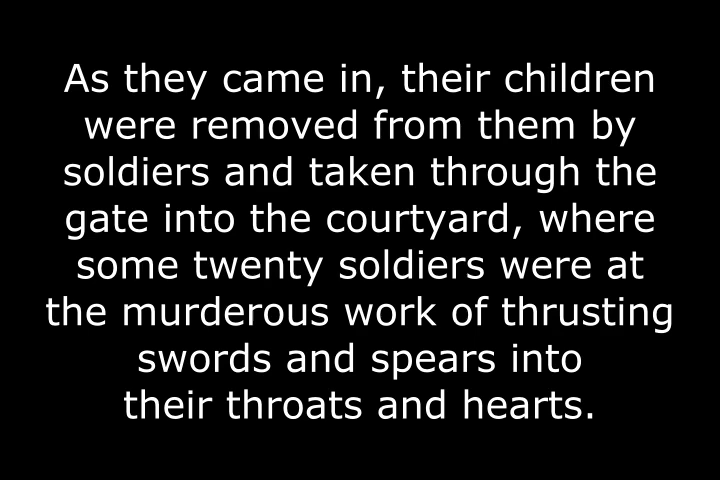 As they came in, their children
were removed from them by
soldiers and taken through the
gate into the courtyard, where
some twenty soldiers were at
the murderous work of thrusting
swords and spears into
their throats and hearts.